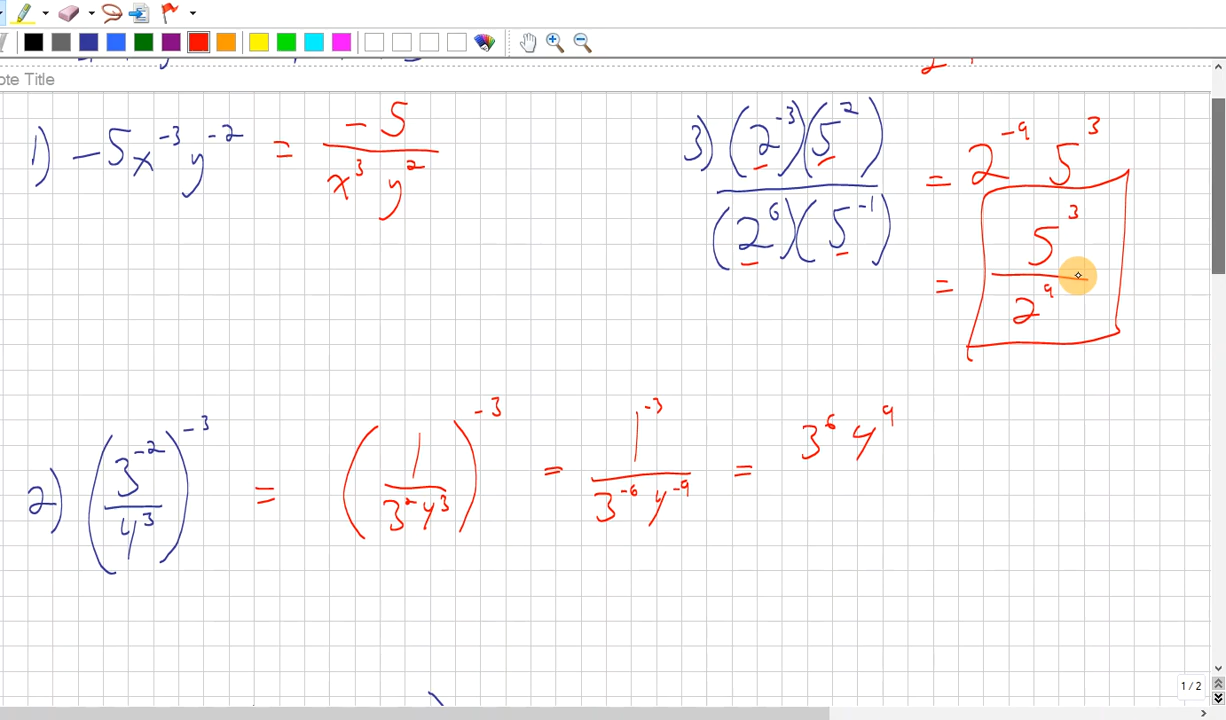 ote Title
1) -5x^-3 y^-2 = -5 / x^3 y^2
3) (2^-3)(5^2) / (2^6)(5^-1) = 2^-9 5^3
= 5^3 / 2^9
2) (3^-2 / 4^3)^-3 = (1 / 3^2 4^3)^-3 = 1^-3 / 3^-6 4^-9 = 3^6 4^9
1 / 2